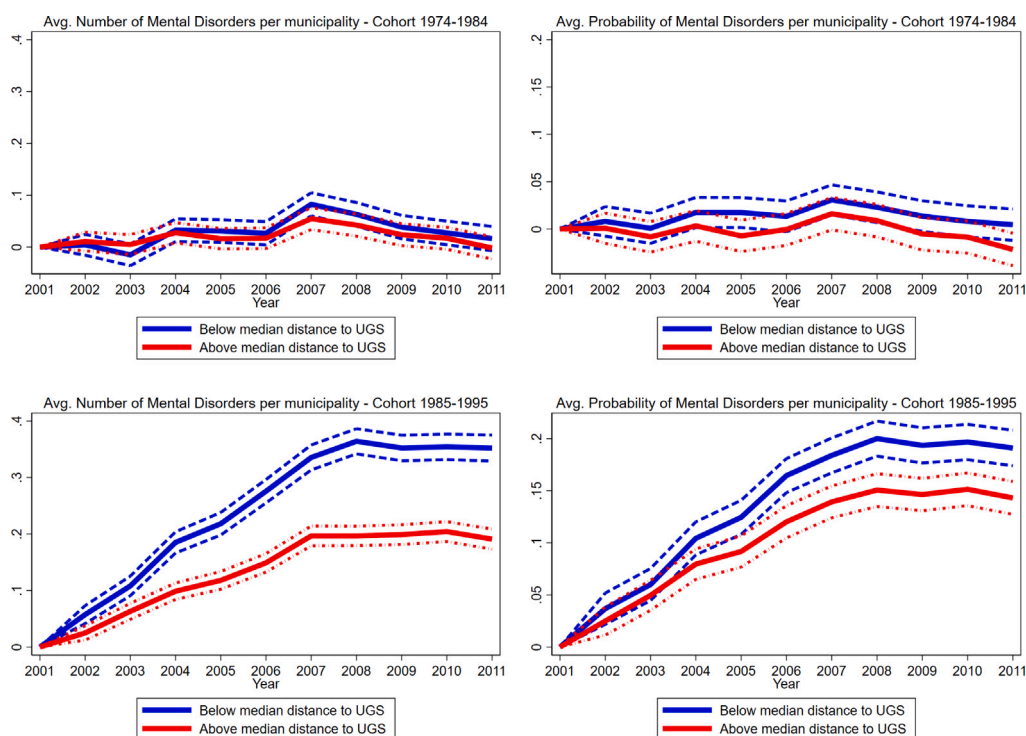 Avg. Number of Mental Disorders per municipality - Cohort 1974-1984
.4
.3
.2
.1
0
2001 2002 2003 2004 2005 2006 2007 2008 2009 2010 2011
Year
Below median distance to UGS
Above median distance to UGS
Avg. Probability of Mental Disorders per municipality - Cohort 1974-1984
.2
.15
.1
.05
0
2001 2002 2003 2004 2005 2006 2007 2008 2009 2010 2011
Year
Below median distance to UGS
Above median distance to UGS
Avg. Number of Mental Disorders per municipality - Cohort 1985-1995
.4
.3
.2
.1
0
2001 2002 2003 2004 2005 2006 2007 2008 2009 2010 2011
Year
Below median distance to UGS
Above median distance to UGS
Avg. Probability of Mental Disorders per municipality - Cohort 1985-1995
.2
.15
.1
.05
0
2001 2002 2003 2004 2005 2006 2007 2008 2009 2010 2011
Year
Below median distance to UGS
Above median distance to UGS